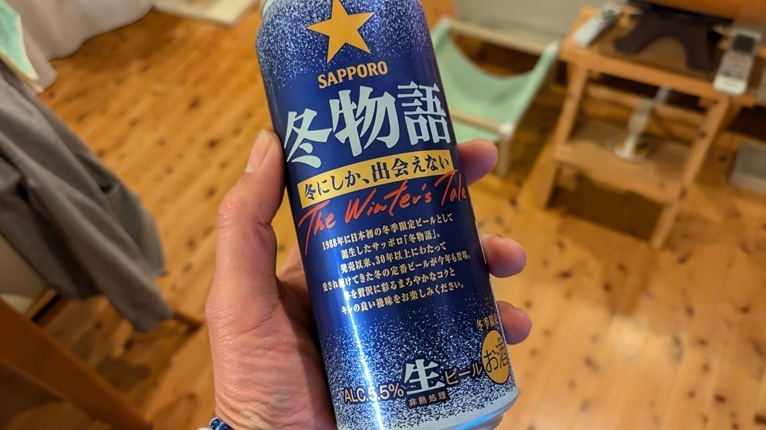 SAPPORO
冬物語
冬にしか、出会えない
The Winter's Tale
1988年に日本初の冬季限定ビールとして
誕生したサッポロ「冬物語」。
発売以来、30年以上にわたって
続けてきた冬の定番ビールが今年も登場。
を贅沢に彩るまろやかなコクと
キレの良い後味をお楽しみください。
冬季
お酒
ALC.5.5% 生ビール
非熱処理